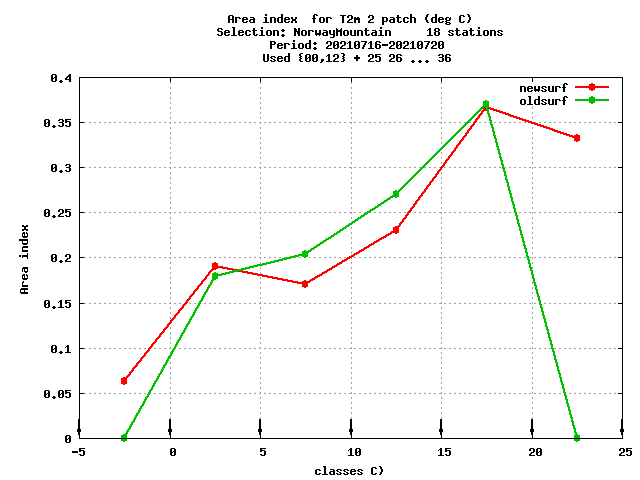 Area index  for T2m 2 patch (deg C)
Selection: NorwayMountain     18 stations
Period: 20210716-20210720
Used {00,12} + 25 26 ... 36
newsurf
oldsurf
0.4
0.35
0.3
0.25
0.2
0.15
0.1
0.05
0
Area index
-5 0 5 10 15 20 25
classes C)